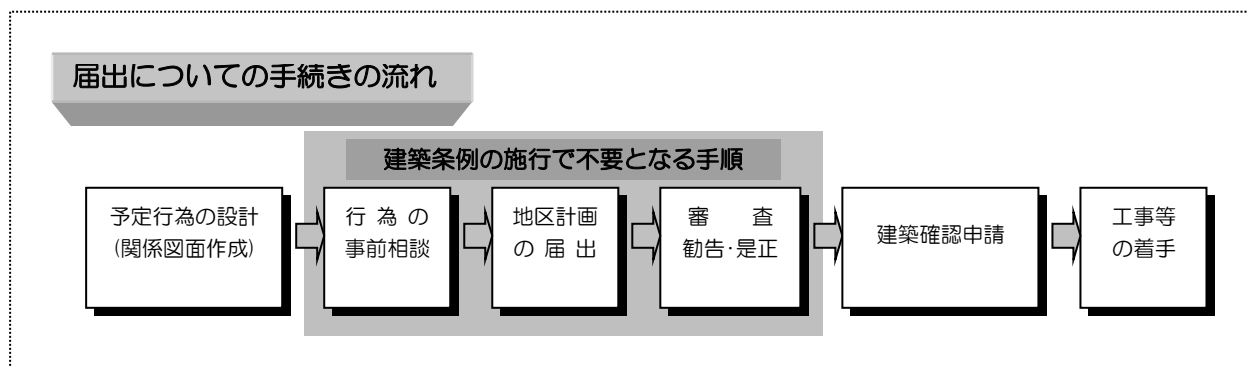 届出についての手続きの流れ
建築条例の施行で不要となる手順
予定行為の設計
(関係図面作成)
行為の
事前相談
地区計画
の届出
審査
勧告・是正
建築確認申請
工事等
の着手